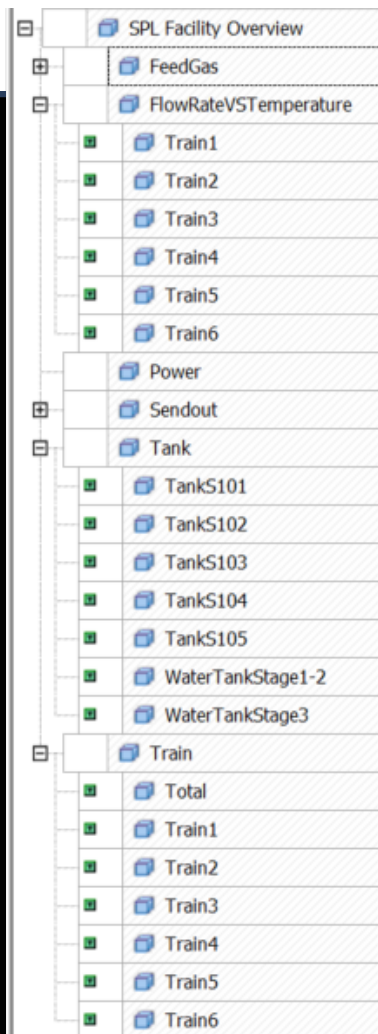 SPL Facility Overview
FeedGas
FlowRateVSTemperature
Train1
Train2
Train3
Train4
Train5
Train6
Power
Sendout
Tank
TankS101
TankS102
TankS103
TankS104
TankS105
WaterTankStage1-2
WaterTankStage3
Train
Total
Train1
Train2
Train3
Train4
Train5
Train6